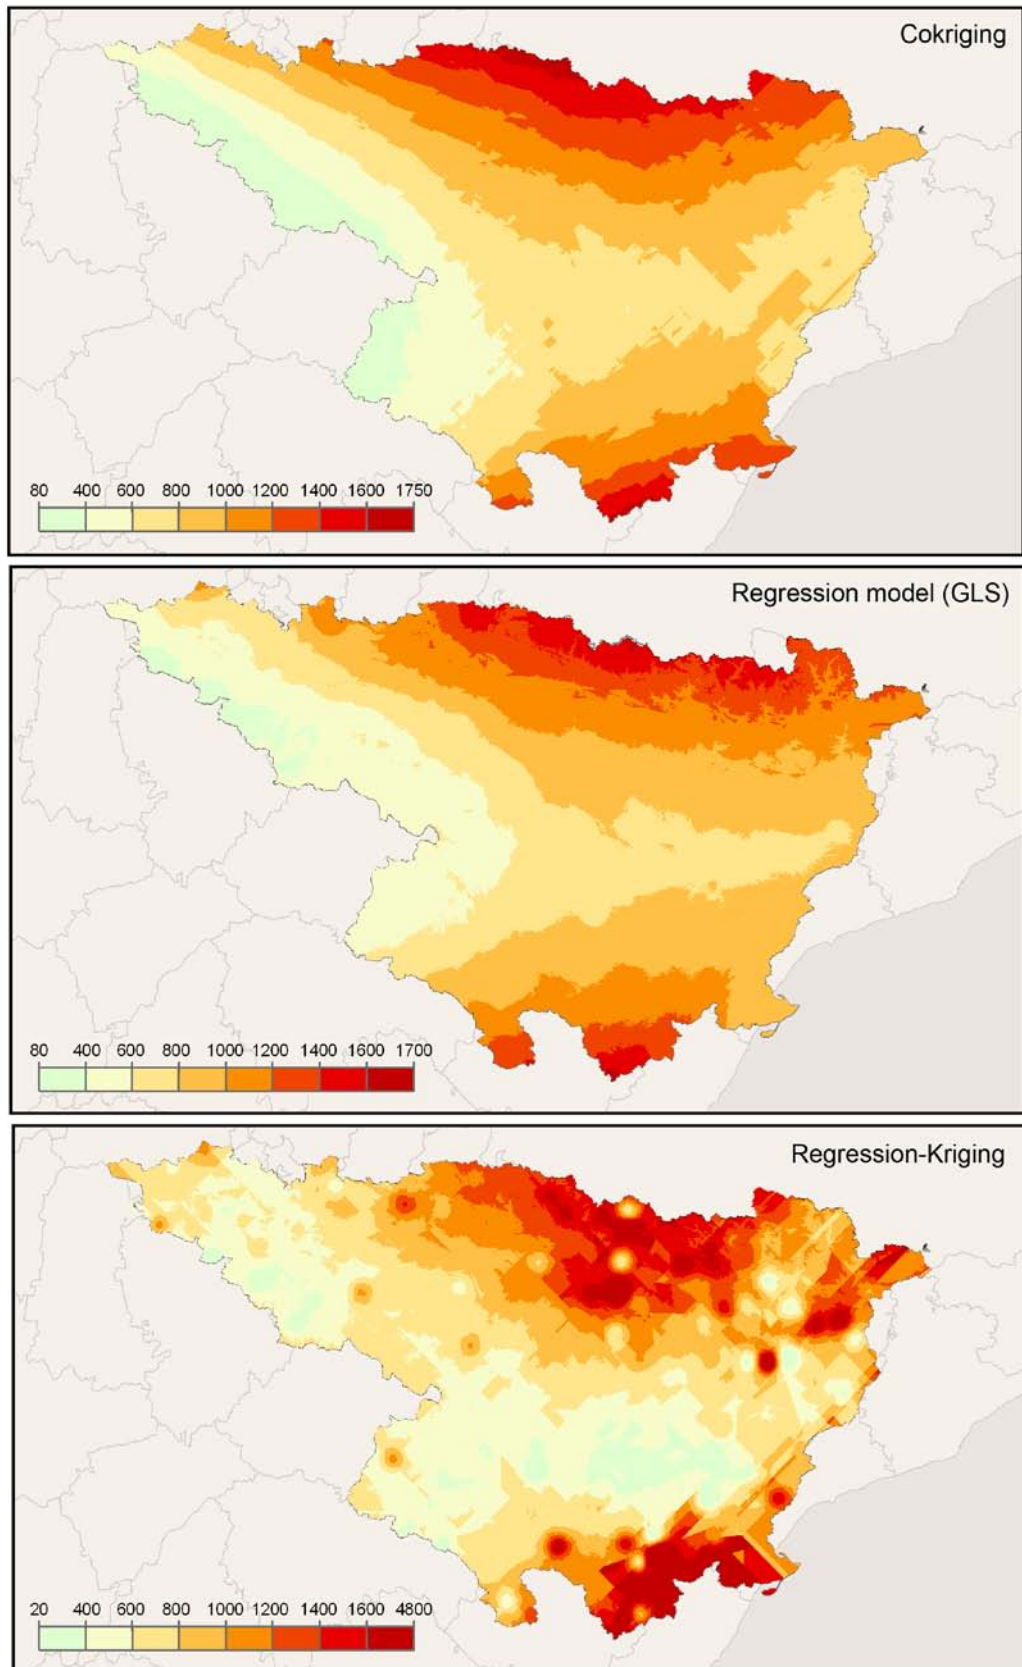 Cokriging
80 400 600 800 1000 1200 1400 1600 1750
Regression model (GLS)
80 400 600 800 1000 1200 1400 1600 1700
Regression-Kriging
20 400 600 800 1000 1200 1400 1600 4800